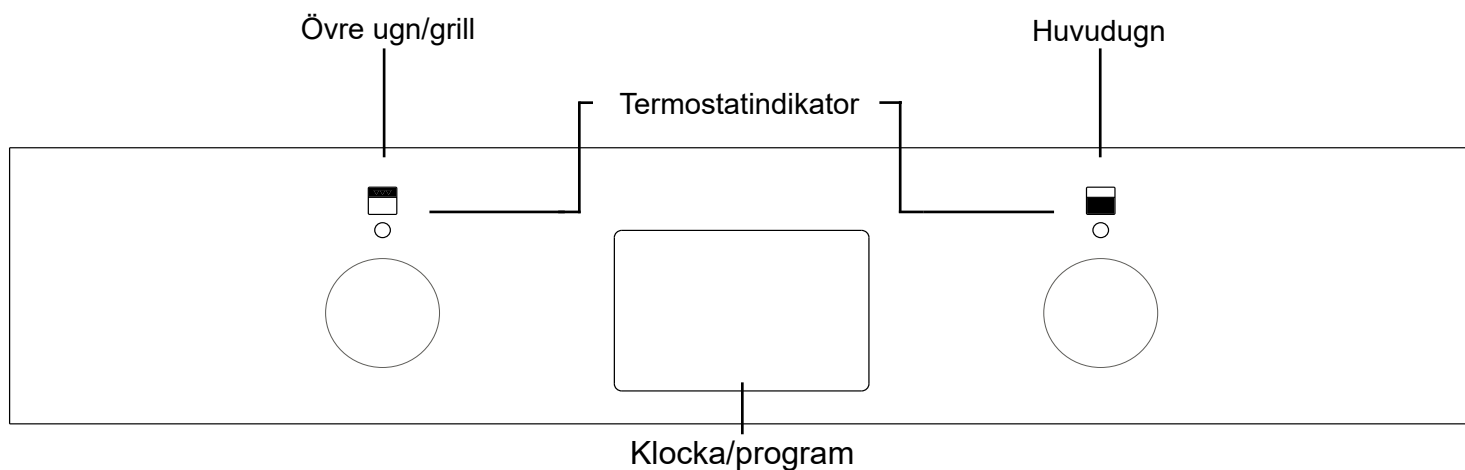 Övre ugn/grill
Huvudugn
Termostatindikator
Klocka/program